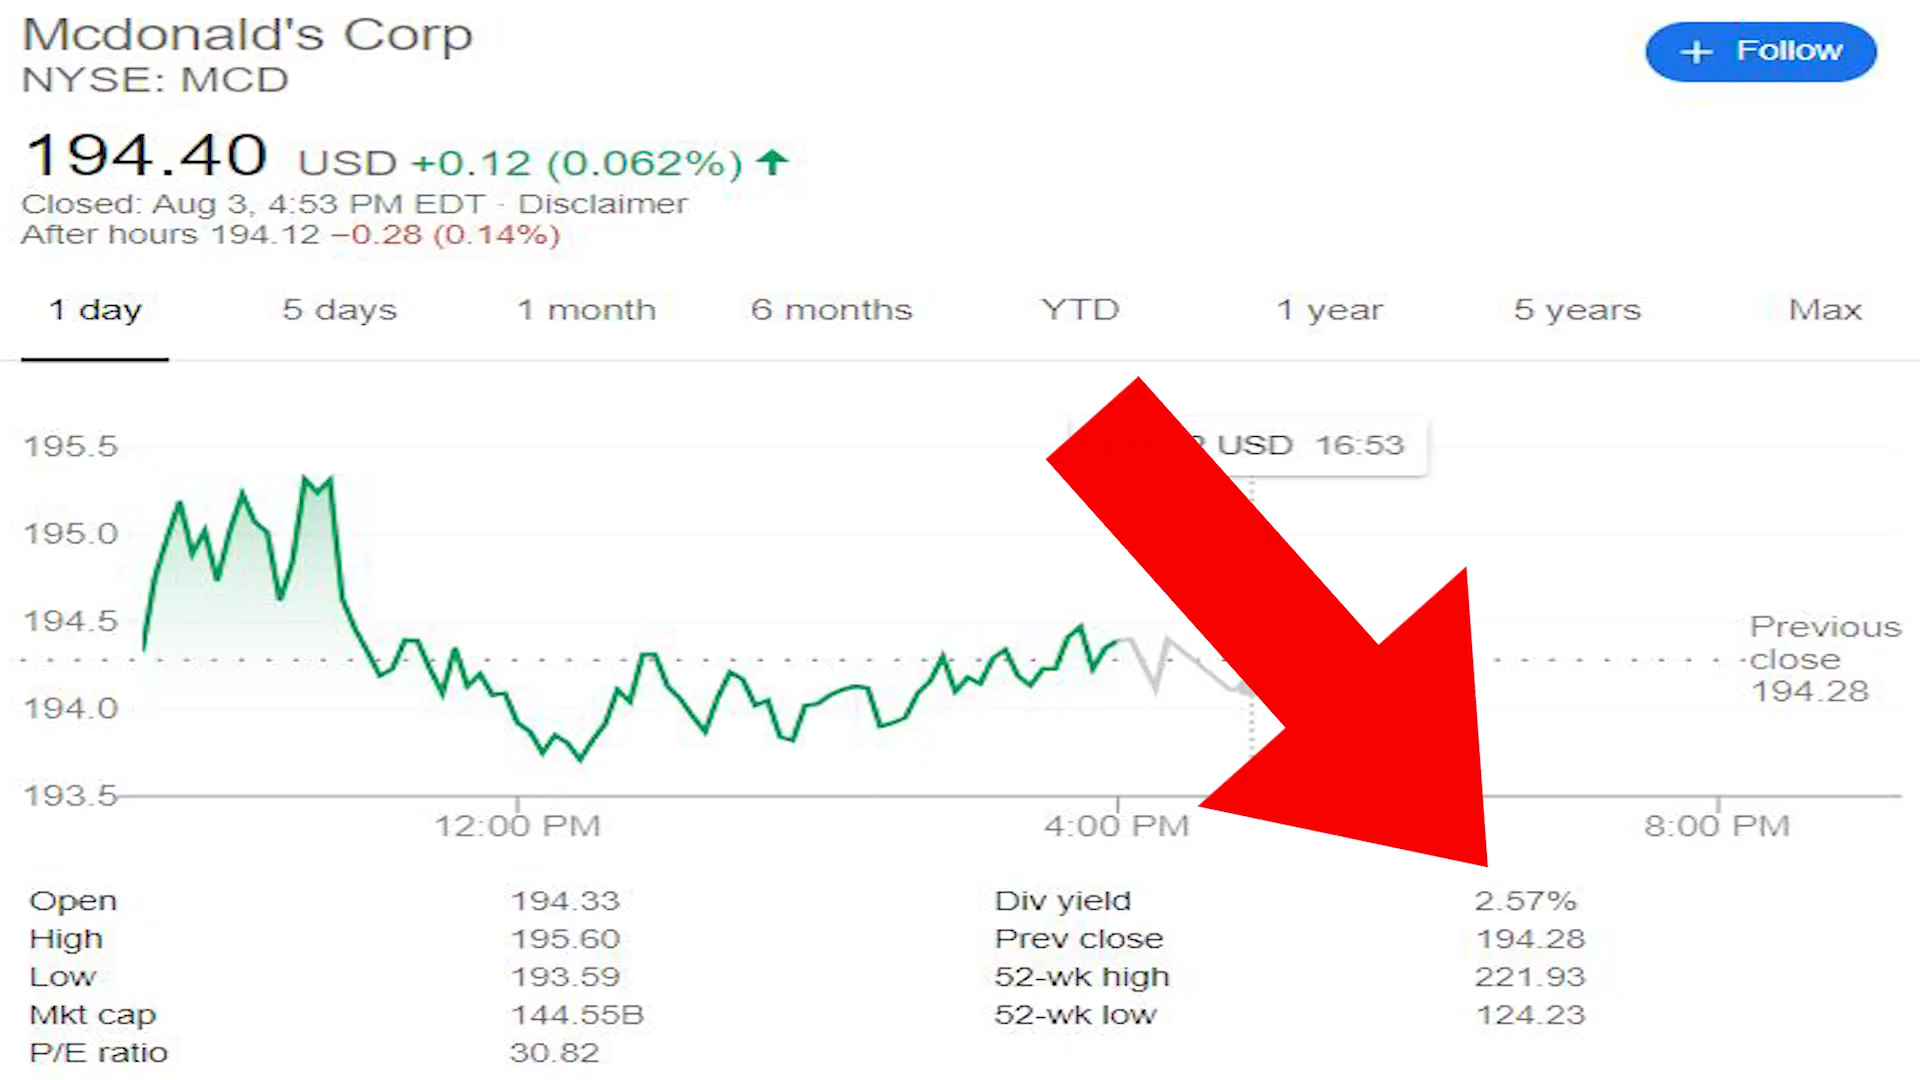 Mcdonald's Corp
+ Follow
NYSE: MCD
194.40 USD +0.12 (0.062%)
Closed: Aug 3, 4:53 PM EDT · Disclaimer
After hours 194.12 −0.28 (0.14%)
1 day 5 days 1 month 6 months YTD 1 year 5 years Max
USD 16:53
195.5
195.0
194.5
194.0
193.5
Previous
close
194.28
12:00 PM 4:00 PM 8:00 PM
Open 194.33 Div yield 2.57%
High 195.60 Prev close 194.28
Low 193.59 52-wk high 221.93
Mkt cap 144.55B 52-wk low 124.23
P/E ratio 30.82